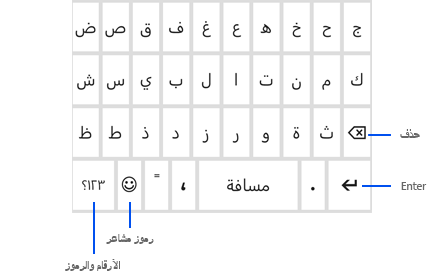 ض ص ق ف غ ع ه خ ح ج
ش س ي ب ل ا ت ن م ك
ظ ط ذ د ز ر و ة ث
حذف
؟١٢٣ = ، مسافة .
Enter
رموز مشاعر
الأرقام والرموز